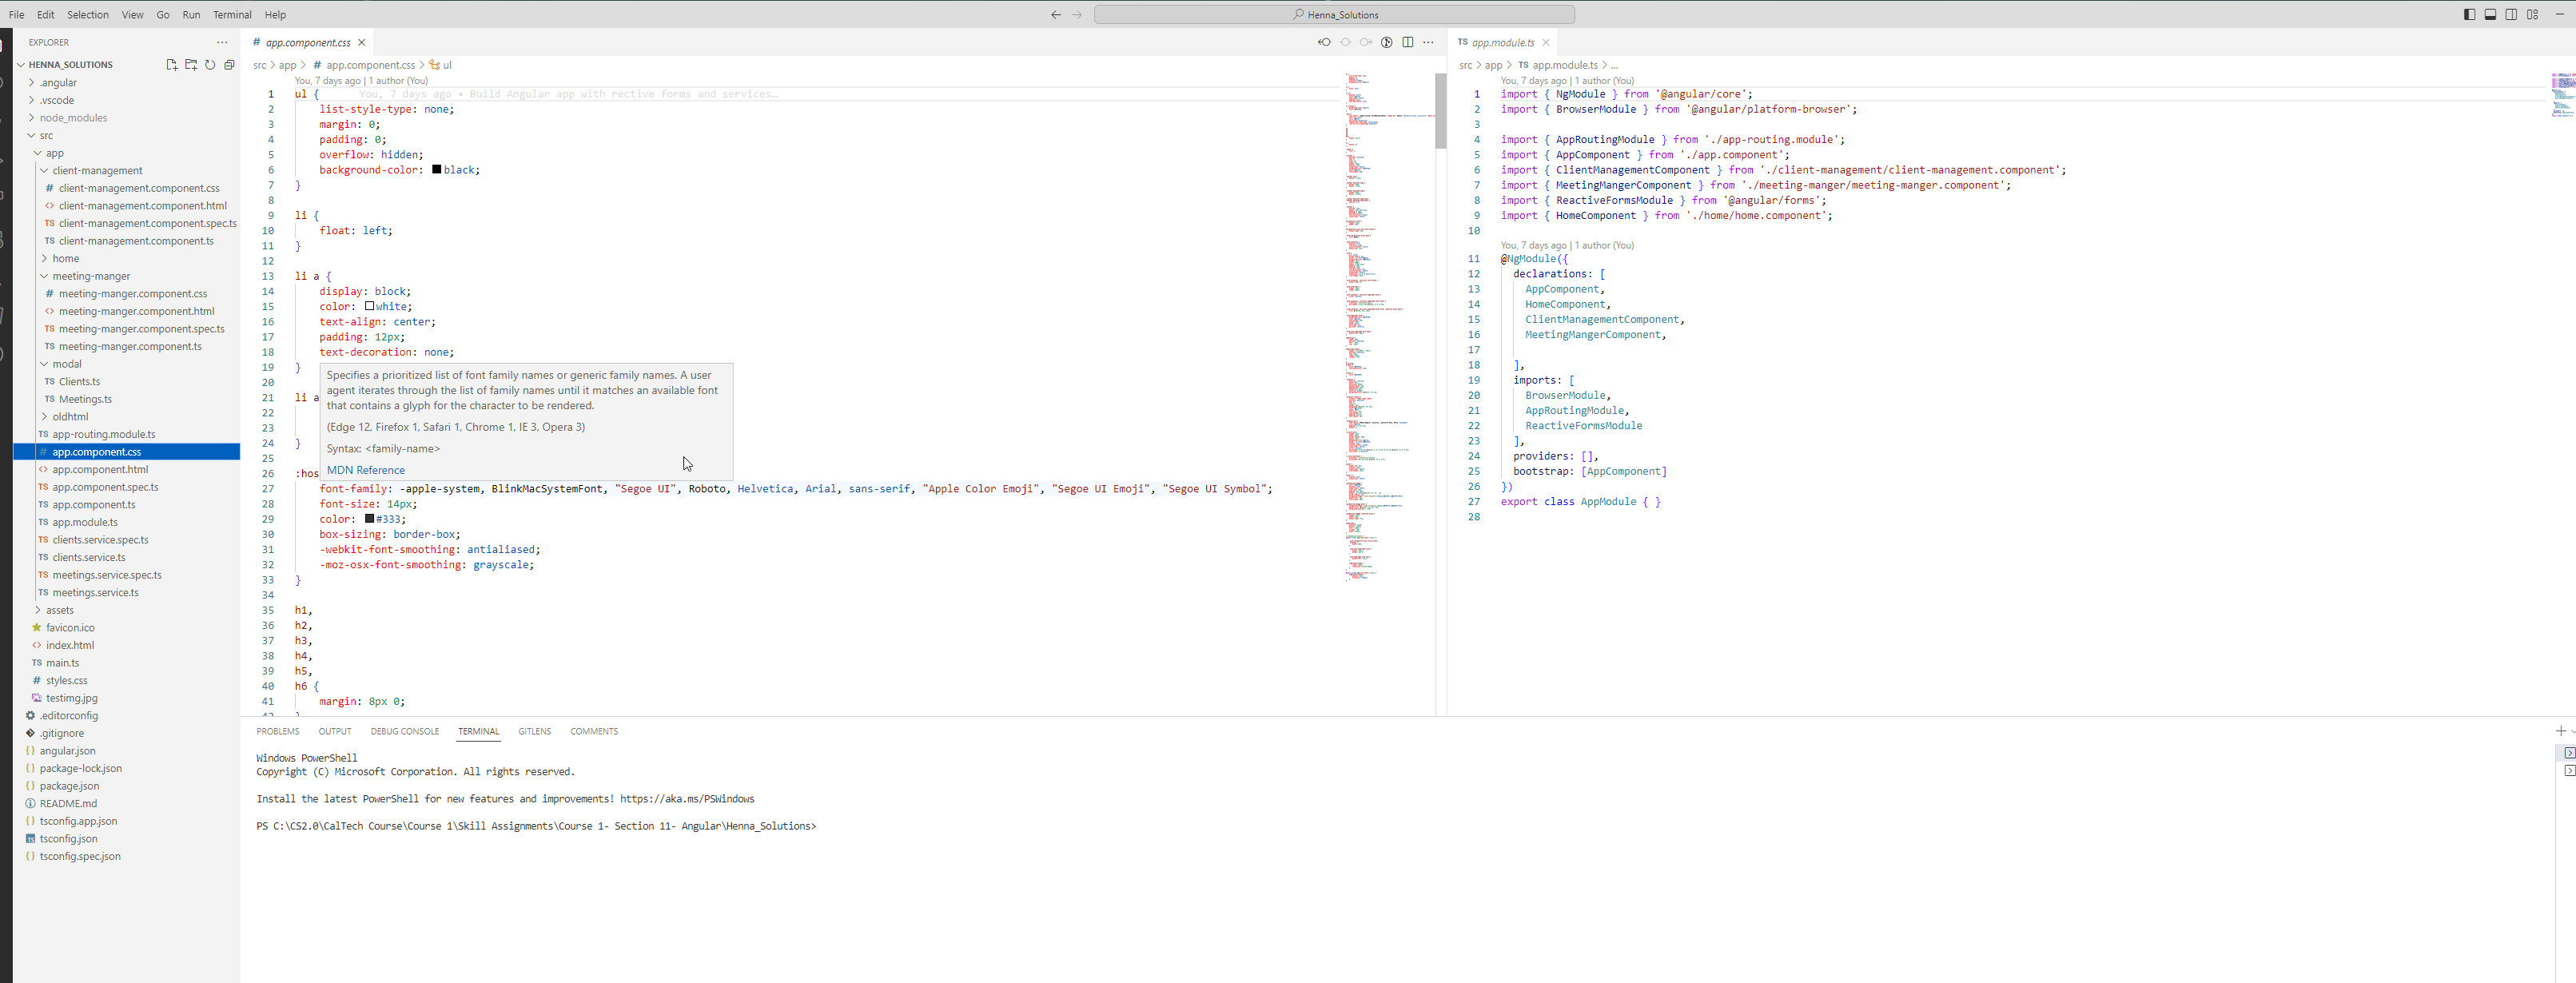 File Edit Selection View Go Run Terminal Help
Henna_Solutions
EXPLORER
HENNA_SOLUTIONS
.angular
.vscode
node_modules
src
app
client-management
client-management.component.css
client-management.component.html
client-management.component.spec.ts
client-management.component.ts
home
meeting-manger
meeting-manger.component.css
meeting-manger.component.html
meeting-manger.component.spec.ts
meeting-manger.component.ts
modal
Clients.ts
Meetings.ts
oldhtml
app-routing.module.ts
app.component.css
app.component.html
app.component.spec.ts
app.component.ts
app.module.ts
clients.service.spec.ts
clients.service.ts
meetings.service.spec.ts
meetings.service.ts
assets
favicon.ico
index.html
main.ts
styles.css
testimg.jpg
.editorconfig
.gitignore
angular.json
package-lock.json
package.json
README.md
tsconfig.app.json
tsconfig.json
tsconfig.spec.json
app.component.css
src > app > # app.component.css > ul
You, 7 days ago | 1 author (You)
1 ul { You, 7 days ago • Build Angular app with rective forms and services…
2 list-style-type: none;
3 margin: 0;
4 padding: 0;
5 overflow: hidden;
6 background-color: black;
7 }
8
9 li {
10 float: left;
11 }
12
13 li a {
14 display: block;
15 color: white;
16 text-align: center;
17 padding: 12px;
18 text-decoration: none;
19 }
20
21 li a
22
23
24 }
25
26 :hos
Specifies a prioritized list of font family names or generic family names. A user
agent iterates through the list of family names until it matches an available font
that contains a glyph for the character to be rendered.
(Edge 12, Firefox 1, Safari 1, Chrome 1, IE 3, Opera 3)
Syntax: <family-name>
MDN Reference
27 font-family: -apple-system, BlinkMacSystemFont, "Segoe UI", Roboto, Helvetica, Arial, sans-serif, "Apple Color Emoji", "Segoe UI Emoji", "Segoe UI Symbol";
28 font-size: 14px;
29 color: #333;
30 box-sizing: border-box;
31 -webkit-font-smoothing: antialiased;
32 -moz-osx-font-smoothing: grayscale;
33 }
34
35 h1,
36 h2,
37 h3,
38 h4,
39 h5,
40 h6 {
41 margin: 8px 0;
42 }
TS app.module.ts
src > app > TS app.module.ts > ...
You, 7 days ago | 1 author (You)
1 import { NgModule } from '@angular/core';
2 import { BrowserModule } from '@angular/platform-browser';
3
4 import { AppRoutingModule } from './app-routing.module';
5 import { AppComponent } from './app.component';
6 import { ClientManagementComponent } from './client-management/client-management.component';
7 import { MeetingMangerComponent } from './meeting-manger/meeting-manger.component';
8 import { ReactiveFormsModule } from '@angular/forms';
9 import { HomeComponent } from './home/home.component';
10
You, 7 days ago | 1 author (You)
11 @NgModule({
12 declarations: [
13 AppComponent,
14 HomeComponent,
15 ClientManagementComponent,
16 MeetingMangerComponent,
17
18 ],
19 imports: [
20 BrowserModule,
21 AppRoutingModule,
22 ReactiveFormsModule
23 ],
24 providers: [],
25 bootstrap: [AppComponent]
26 })
27 export class AppModule { }
28
PROBLEMS OUTPUT DEBUG CONSOLE TERMINAL GITLENS COMMENTS
Windows PowerShell
Copyright (C) Microsoft Corporation. All rights reserved.
Install the latest PowerShell for new features and improvements! https://aka.ms/PSWindows
PS C:\CS2.0\CalTech Course\Course 1\Skill Assignments\Course 1- Section 11- Angular\Henna_Solutions>